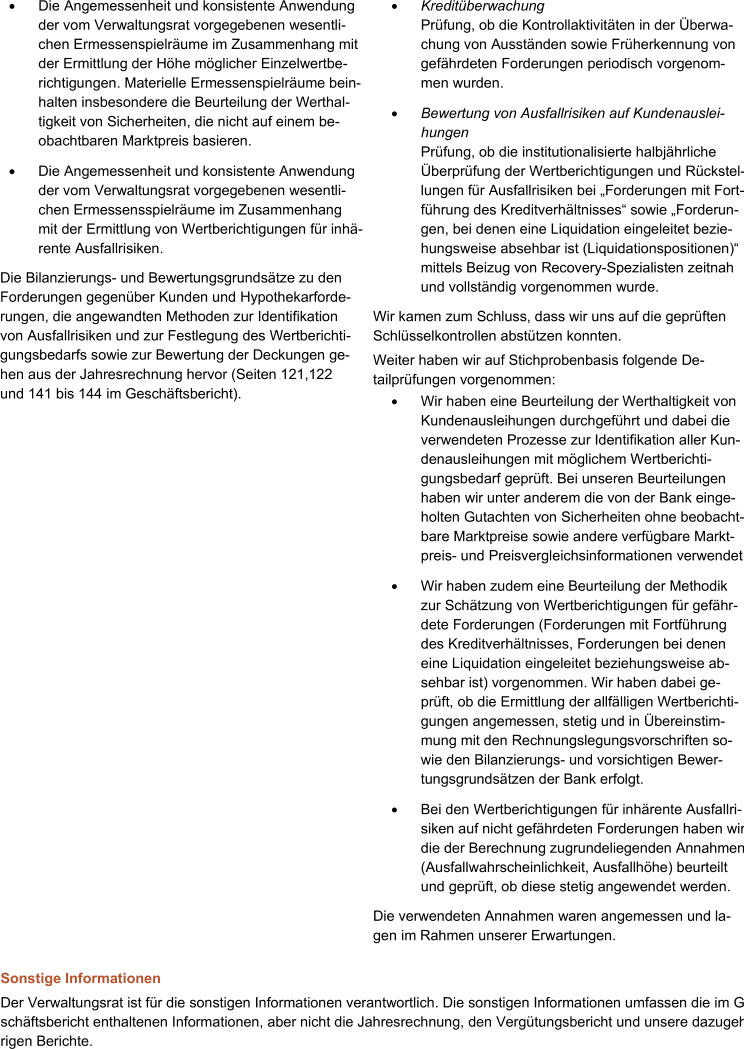 • Die Angemessenheit und konsistente Anwendung
der vom Verwaltungsrat vorgegebenen wesentli-
chen Ermessenspielräume im Zusammenhang mit
der Ermittlung der Höhe möglicher Einzelwertbe-
richtigungen. Materielle Ermessenspielräume bein-
halten insbesondere die Beurteilung der Werthal-
tigkeit von Sicherheiten, die nicht auf einem be-
obachtbaren Marktpreis basieren.
• Die Angemessenheit und konsistente Anwendung
der vom Verwaltungsrat vorgegebenen wesentli-
chen Ermessensspielräume im Zusammenhang
mit der Ermittlung von Wertberichtigungen für inhä-
rente Ausfallrisiken.
Die Bilanzierungs- und Bewertungsgrundsätze zu den
Forderungen gegenüber Kunden und Hypothekarforde-
rungen, die angewandten Methoden zur Identifikation
von Ausfallrisiken und zur Festlegung des Wertberichti-
gungsbedarfs sowie zur Bewertung der Deckungen ge-
hen aus der Jahresrechnung hervor (Seiten 121,122
und 141 bis 144 im Geschäftsbericht).
• Kreditüberwachung
Prüfung, ob die Kontrollaktivitäten in der Überwa-
chung von Ausständen sowie Früherkennung von
gefährdeten Forderungen periodisch vorgenom-
men wurden.
• Bewertung von Ausfallrisiken auf Kundenauslei-
hungen
Prüfung, ob die institutionalisierte halbjährliche
Überprüfung der Wertberichtigungen und Rückstel-
lungen für Ausfallrisiken bei „Forderungen mit Fort-
führung des Kreditverhältnisses“ sowie „Forderun-
gen, bei denen eine Liquidation eingeleitet bezie-
hungsweise absehbar ist (Liquidationspositionen)“
mittels Beizug von Recovery-Spezialisten zeitnah
und vollständig vorgenommen wurde.
Wir kamen zum Schluss, dass wir uns auf die geprüften
Schlüsselkontrollen abstützen konnten.
Weiter haben wir auf Stichprobenbasis folgende De-
tailprüfungen vorgenommen:
• Wir haben eine Beurteilung der Werthaltigkeit von
Kundenausleihungen durchgeführt und dabei die
verwendeten Prozesse zur Identifikation aller Kun-
denausleihungen mit möglichem Wertberichti-
gungsbedarf geprüft. Bei unseren Beurteilungen
haben wir unter anderem die von der Bank einge-
holten Gutachten von Sicherheiten ohne beobacht-
bare Marktpreise sowie andere verfügbare Markt-
preis- und Preisvergleichsinformationen verwendet
• Wir haben zudem eine Beurteilung der Methodik
zur Schätzung von Wertberichtigungen für gefähr-
dete Forderungen (Forderungen mit Fortführung
des Kreditverhältnisses, Forderungen bei denen
eine Liquidation eingeleitet beziehungsweise ab-
sehbar ist) vorgenommen. Wir haben dabei ge-
prüft, ob die Ermittlung der allfälligen Wertberichti-
gungen angemessen, stetig und in Übereinstim-
mung mit den Rechnungslegungsvorschriften so-
wie den Bilanzierungs- und vorsichtigen Bewer-
tungsgrundsätzen der Bank erfolgt.
• Bei den Wertberichtigungen für inhärente Ausfallri-
siken auf nicht gefährdeten Forderungen haben wir
die der Berechnung zugrundeliegenden Annahmen
(Ausfallwahrscheinlichkeit, Ausfallhöhe) beurteilt
und geprüft, ob diese stetig angewendet werden.
Die verwendeten Annahmen waren angemessen und la-
gen im Rahmen unserer Erwartungen.
Sonstige Informationen
Der Verwaltungsrat ist für die sonstigen Informationen verantwortlich. Die sonstigen Informationen umfassen die im G
schäftsbericht enthaltenen Informationen, aber nicht die Jahresrechnung, den Vergütungsbericht und unsere dazugeh
rigen Berichte.